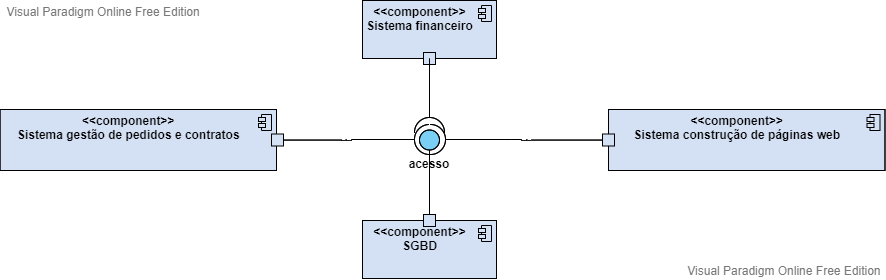 Visual Paradigm Online Free Edition
<<component>>
Sistema financeiro
<<component>>
Sistema gestão de pedidos e contratos
<<component>>
Sistema construção de páginas web
acesso
<<component>>
SGBD
Visual Paradigm Online Free Edition